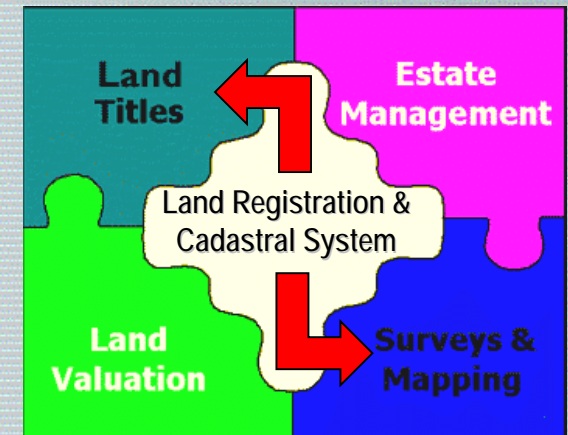 Land
Titles
Estate
Management
Land Registration &
Cadastral System
Land
Valuation
Surveys &
Mapping